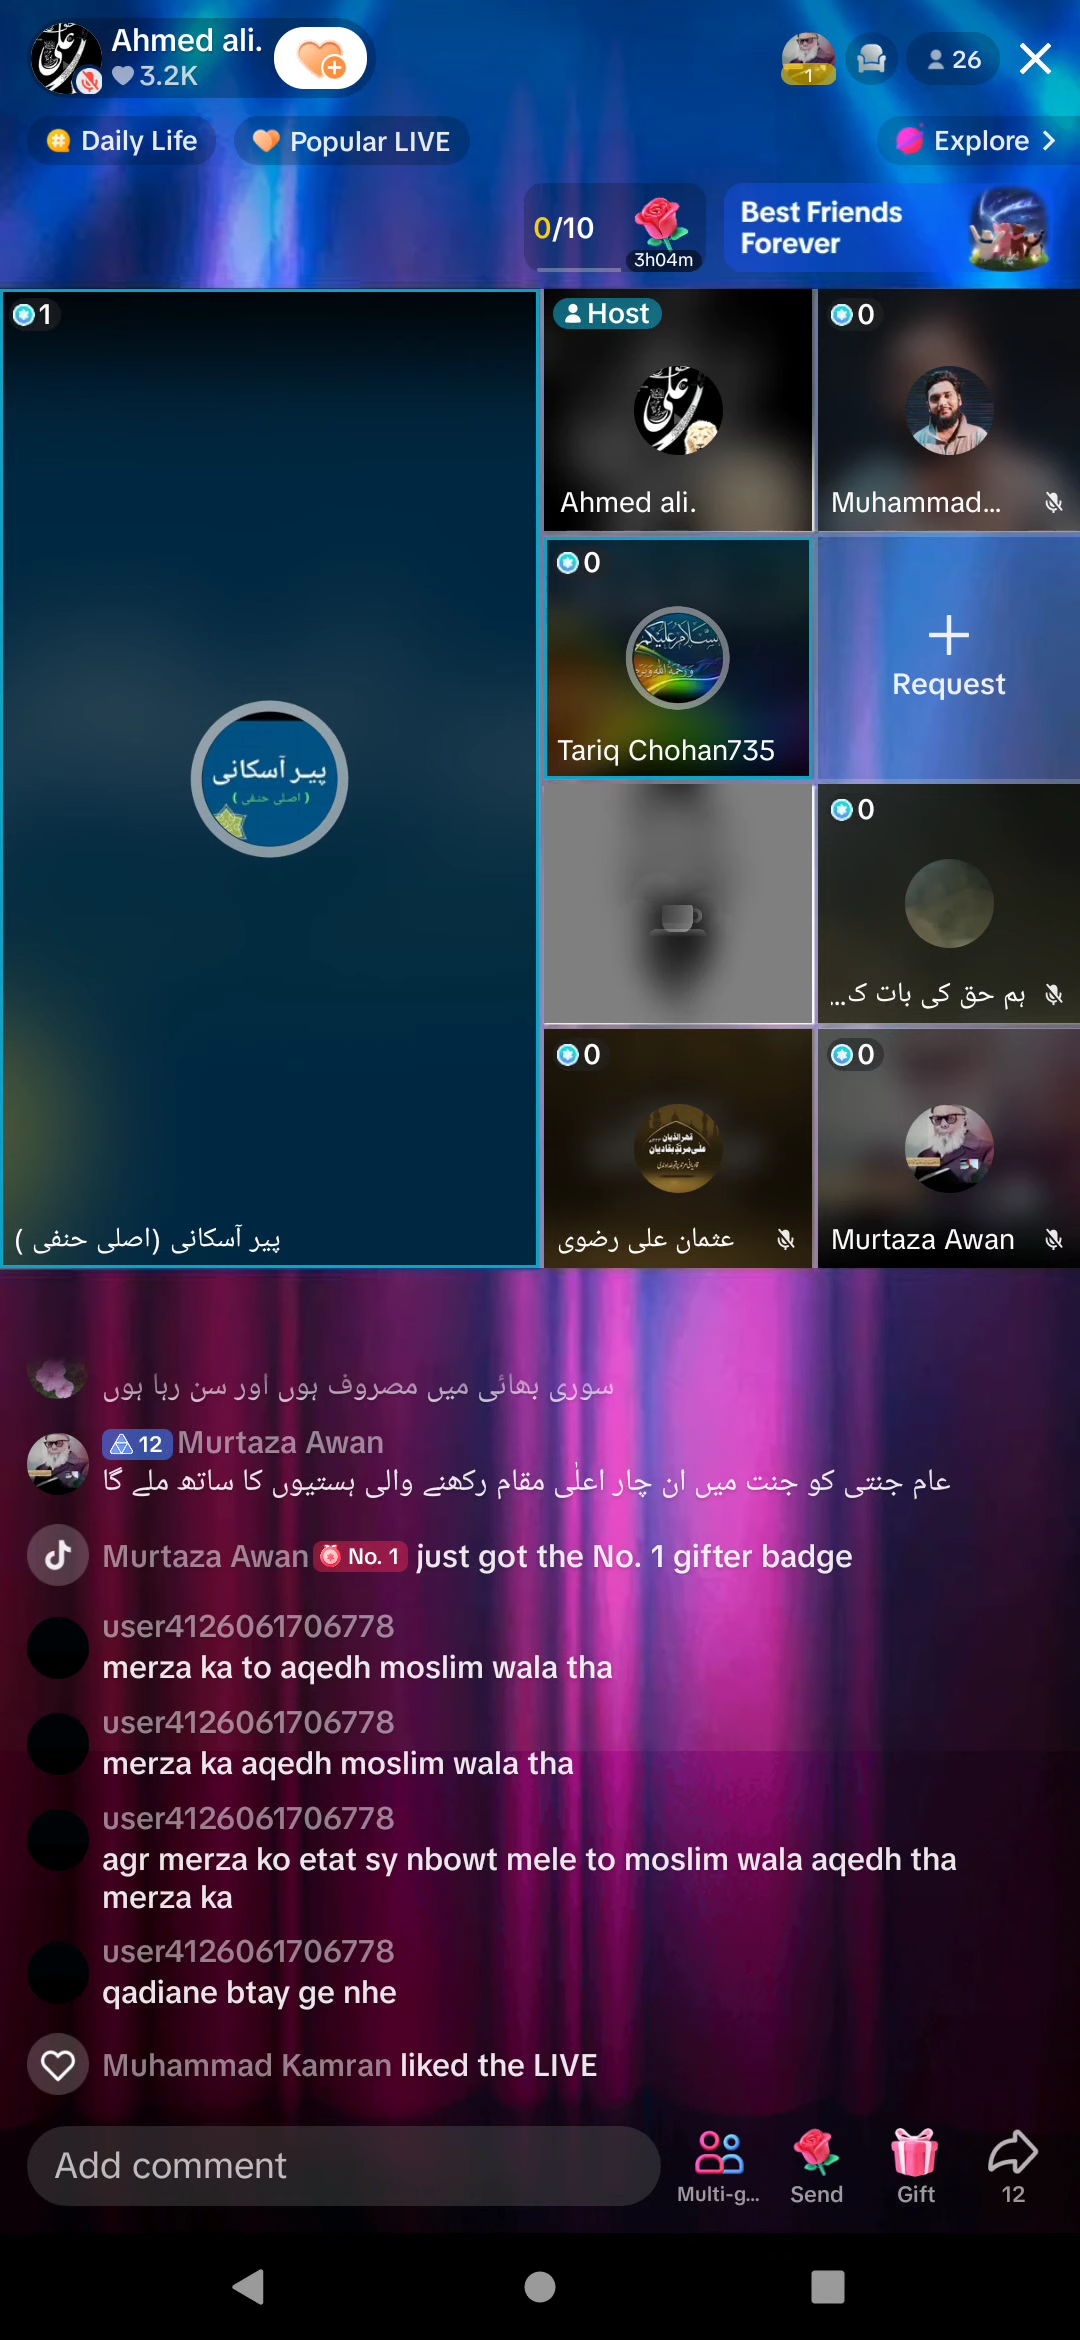 Ahmed ali.
3.2K
1
26
Daily Life
Popular LIVE
Explore
0/10
3h04m
Best Friends
Forever
1
پیر آسکانی
( اصلی حنفی )
پیر آسکانی (اصلی حنفی )
Host
علی
Ahmed ali.
0
Muhammad...
0
Tariq Chohan735
Request
0
ہم حق کی بات ک...
0
عثمان علی رضوی
0
Murtaza Awan
سوری بھائی میں مصروف ہوں اور سن رہا ہوں
12 Murtaza Awan
عام جنتی کو جنت میں ان چار اعلٰی مقام رکھنے والی ہستیوں کا ساتھ ملے گا
Murtaza Awan No. 1 just got the No. 1 gifter badge
user4126061706778
merza ka to aqedh moslim wala tha
user4126061706778
merza ka aqedh moslim wala tha
user4126061706778
agr merza ko etat sy nbowt mele to moslim wala aqedh tha
merza ka
user4126061706778
qadiane btay ge nhe
Muhammad Kamran liked the LIVE
Add comment
Multi-g...
Send
Gift
12